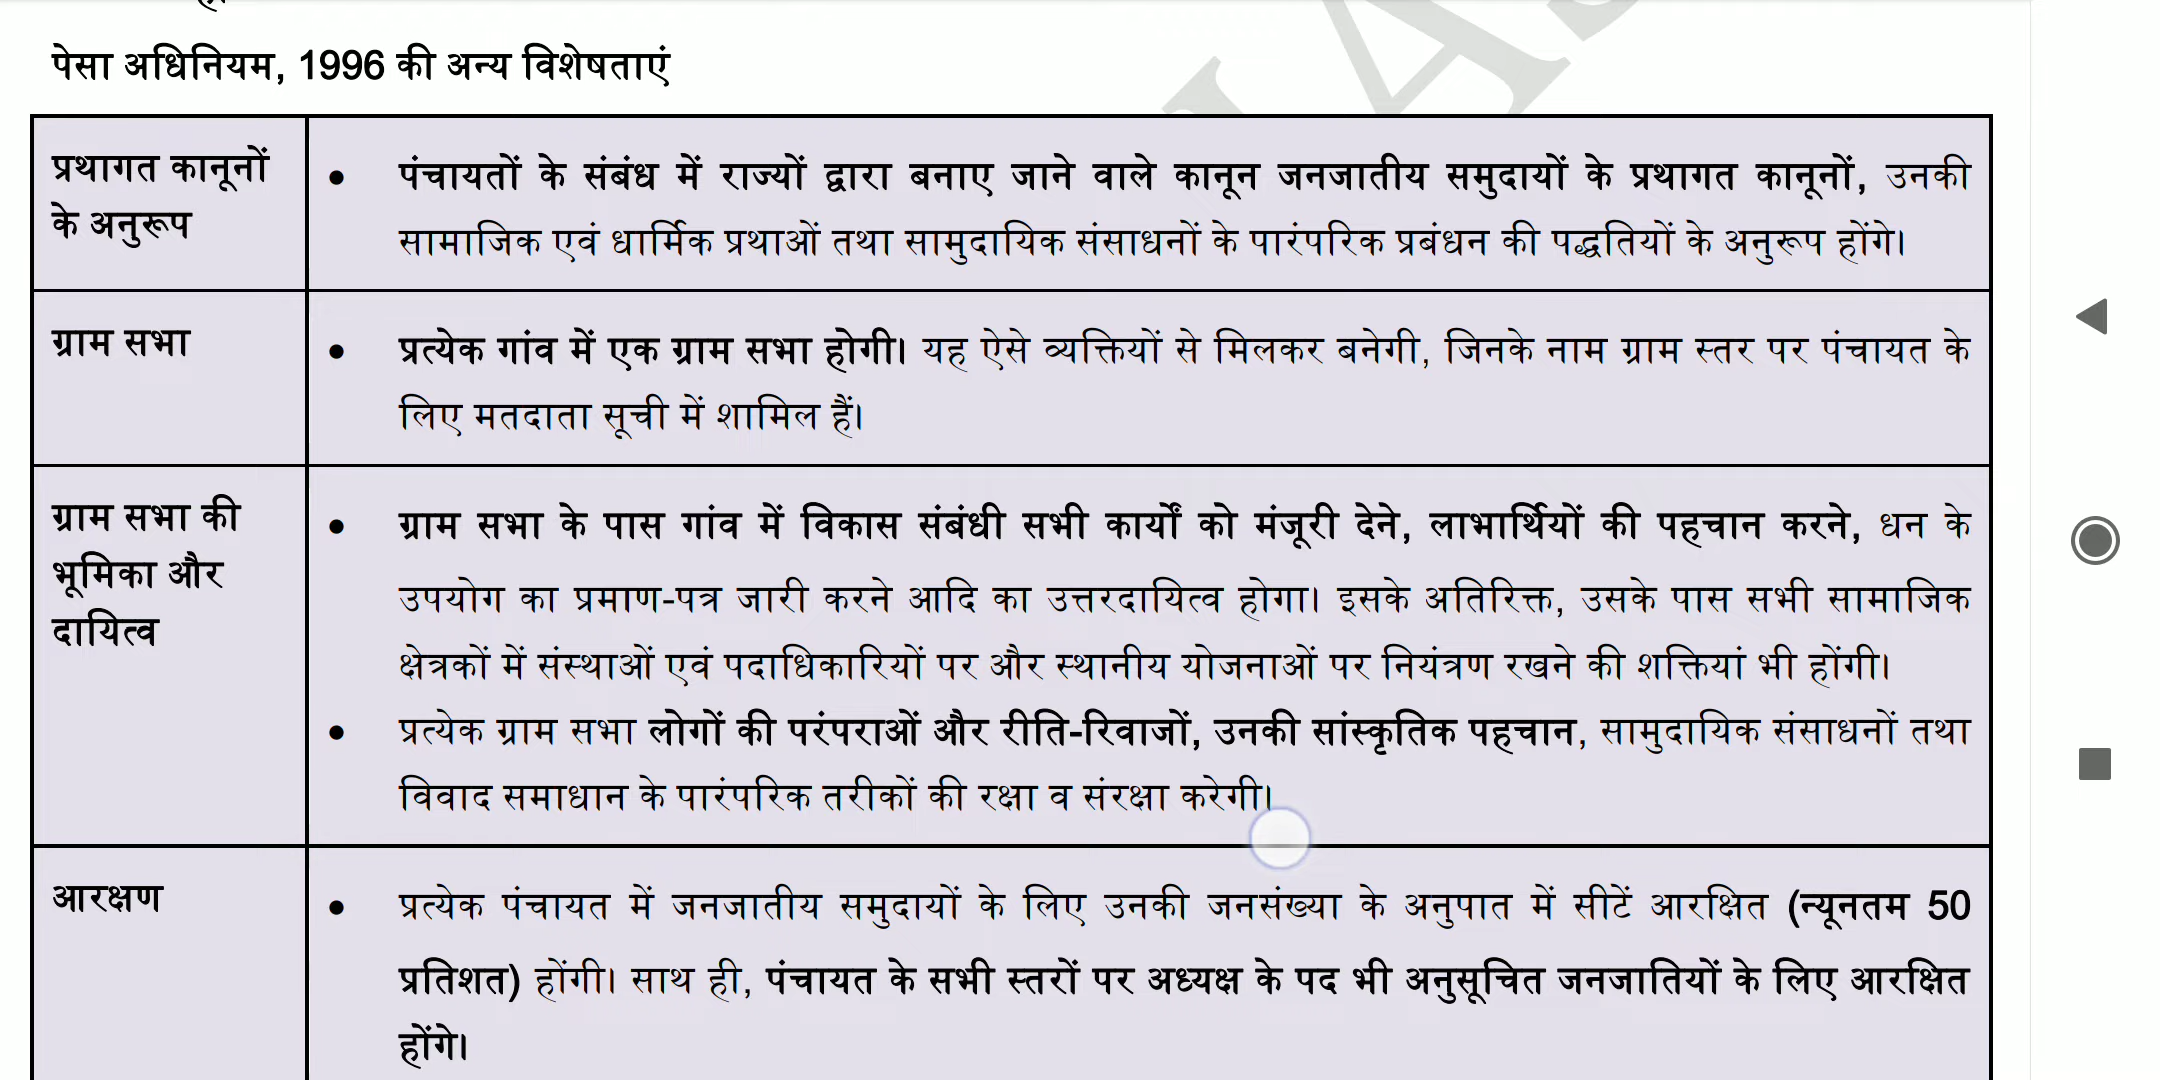 पेसा अधिनियम, 1996 की अन्य विशेषताएं
प्रथागत कानूनों
के अनुरूप
• पंचायतों के संबंध में राज्यों द्वारा बनाए जाने वाले कानून जनजातीय समुदायों के प्रथागत कानूनों, उनकी
सामाजिक एवं धार्मिक प्रथाओं तथा सामुदायिक संसाधनों के पारंपरिक प्रबंधन की पद्धतियों के अनुरूप होंगे।
ग्राम सभा
• प्रत्येक गांव में एक ग्राम सभा होगी। यह ऐसे व्यक्तियों से मिलकर बनेगी, जिनके नाम ग्राम स्तर पर पंचायत के
लिए मतदाता सूची में शामिल हैं।
ग्राम सभा की
भूमिका और
दायित्व
• ग्राम सभा के पास गांव में विकास संबंधी सभी कार्यों को मंजूरी देने, लाभार्थियों की पहचान करने, धन के
उपयोग का प्रमाण-पत्र जारी करने आदि का उत्तरदायित्व होगा। इसके अतिरिक्त, उसके पास सभी सामाजिक
क्षेत्रकों में संस्थाओं एवं पदाधिकारियों पर और स्थानीय योजनाओं पर नियंत्रण रखने की शक्तियां भी होंगी।
• प्रत्येक ग्राम सभा लोगों की परंपराओं और रीति-रिवाजों, उनकी सांस्कृतिक पहचान, सामुदायिक संसाधनों तथा
विवाद समाधान के पारंपरिक तरीकों की रक्षा व संरक्षा करेगी।
आरक्षण
• प्रत्येक पंचायत में जनजातीय समुदायों के लिए उनकी जनसंख्या के अनुपात में सीटें आरक्षित (न्यूनतम 50
प्रतिशत) होंगी। साथ ही, पंचायत के सभी स्तरों पर अध्यक्ष के पद भी अनुसूचित जनजातियों के लिए आरक्षित
होंगे।